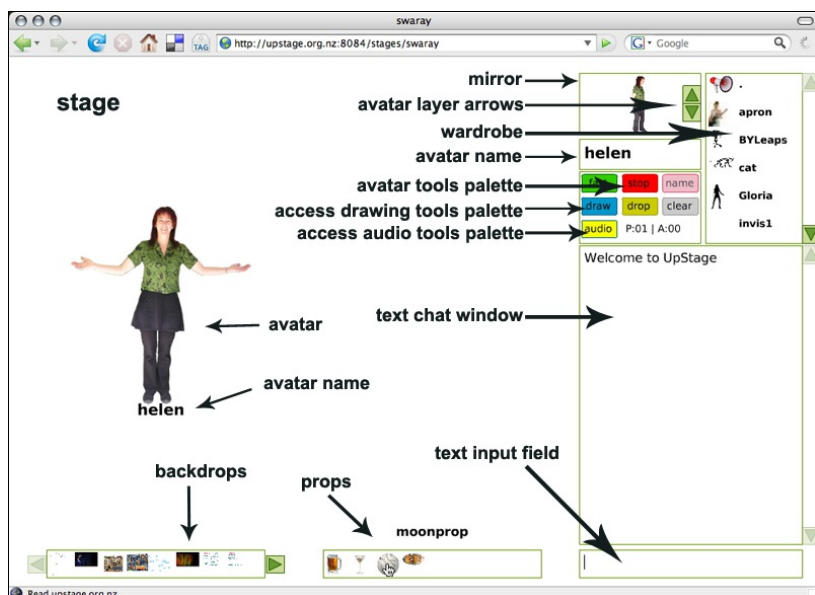 swaray
TAG
http://upstage.org.nz:8084/stages/swaray
G
Google
stage
mirror
avatar layer arrows
wardrobe
avatar name
avatar tools palette
access drawing tools palette
access audio tools palette
helen
stop
name
draw
drop
clear
audio
P:01 | A:00
.
apron
BYLeaps
cat
Gloria
invis1
Welcome to UpStage
text chat window
avatar
avatar name
helen
backdrops
props
moonprop
text input field
Read upstage.org.nz